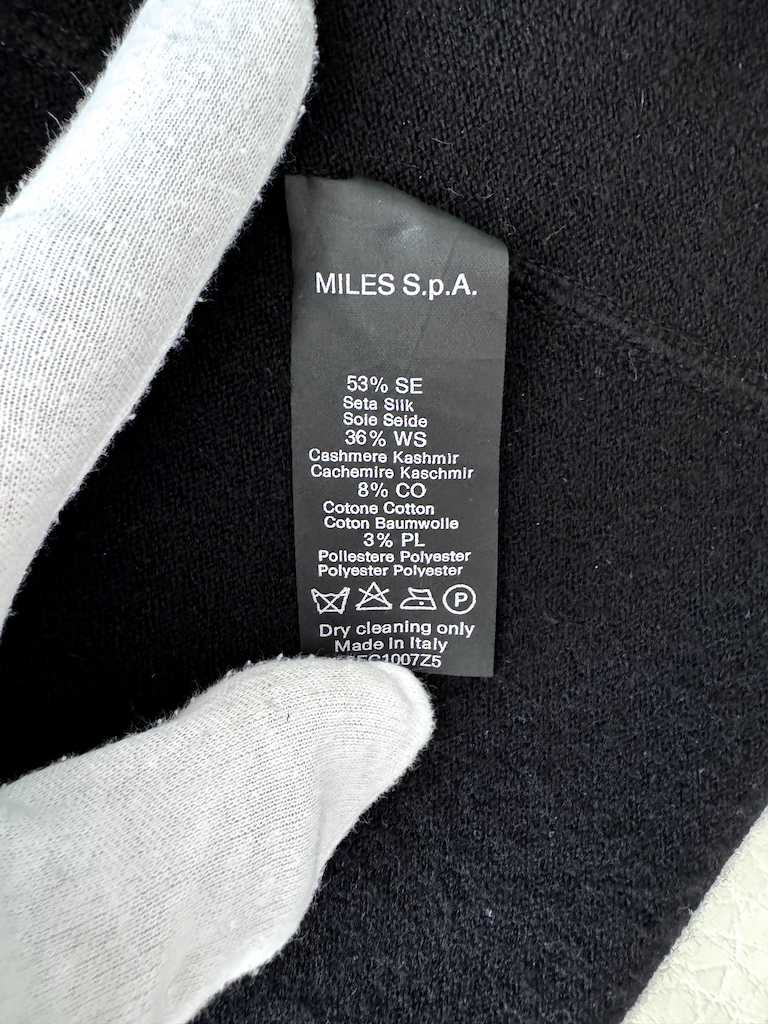 MILES S.p.A.
53% SE
Seta Silk
Soie Seide
36% WS
Cashmere Kashmir
Cachemire Kaschmir
8% CO
Cotone Cotton
Coton Baumwolle
3% PL
Poliestere Polyester
Polyester Polyester
P
Dry cleaning only
Made in Italy